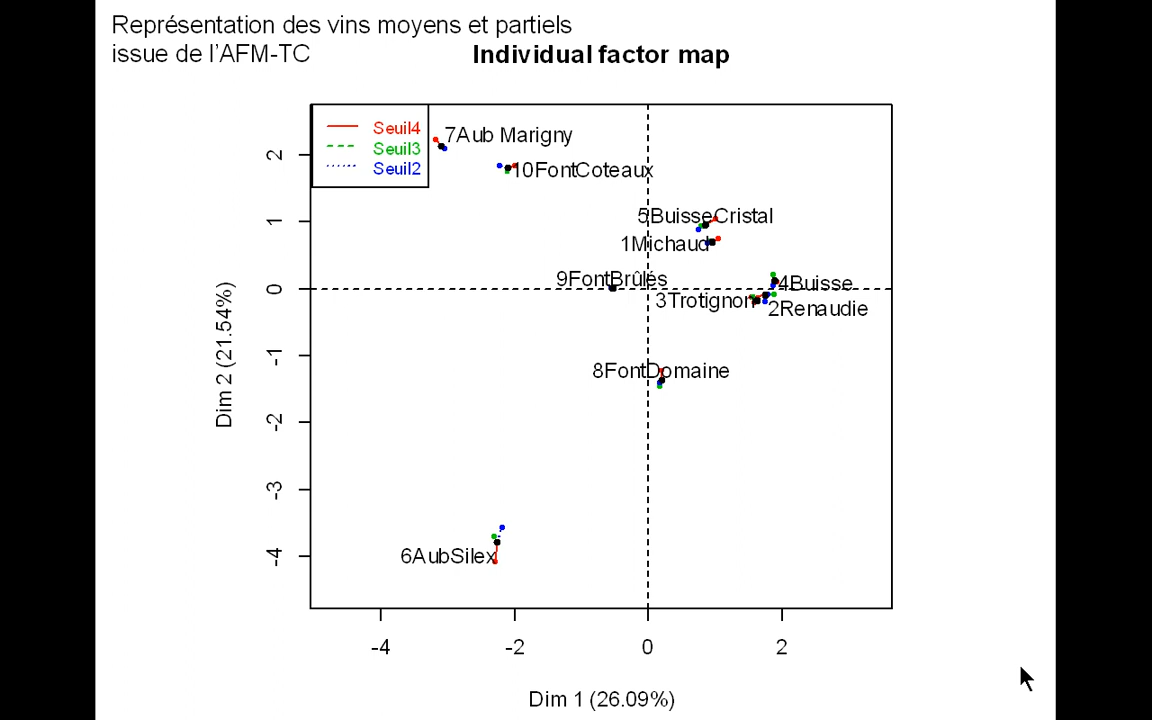 Représentation des vins moyens et partiels
issue de l'AFM-TC
Individual factor map
Seuil4
Seuil3
Seuil2
7Aub Marigny
10FontCoteaux
5BuisseCristal
1Michaud
9FontBrûlés
4Buisse
3Trotignon
2Renaudie
8FontDomaine
6AubSilex
2
1
0
-1
-2
-3
-4
Dim 2 (21.54%)
-4
-2
0
2
Dim 1 (26.09%)